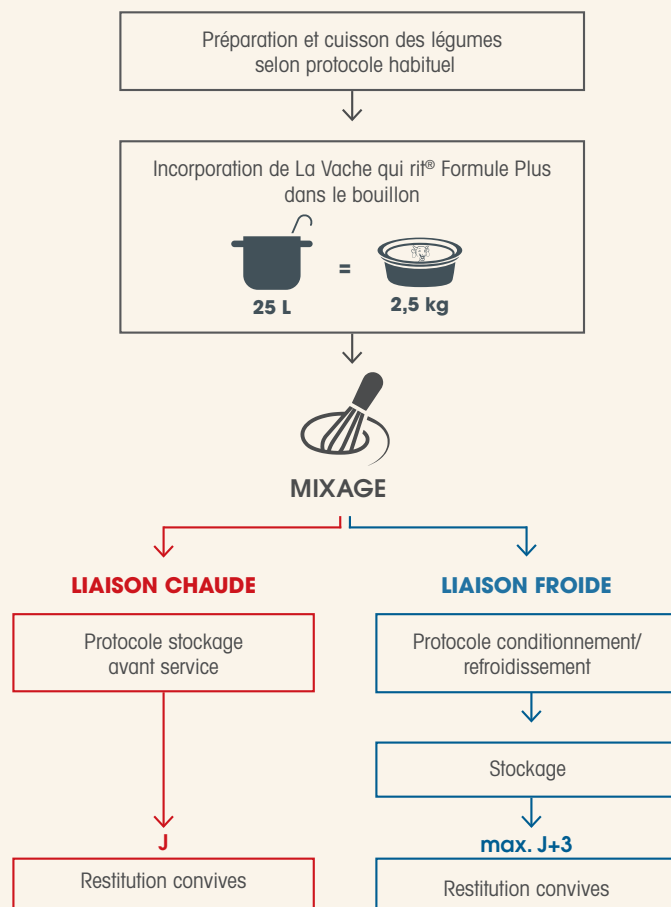 Préparation et cuisson des légumes
selon protocole habituel
Incorporation de La Vache qui rit® Formule Plus
dans le bouillon
=
25 L
2,5 kg
MIXAGE
LIAISON CHAUDE
Protocole stockage
avant service
J
Restitution convives
LIAISON FROIDE
Protocole conditionnement/
refroidissement
Stockage
max. J+3
Restitution convives